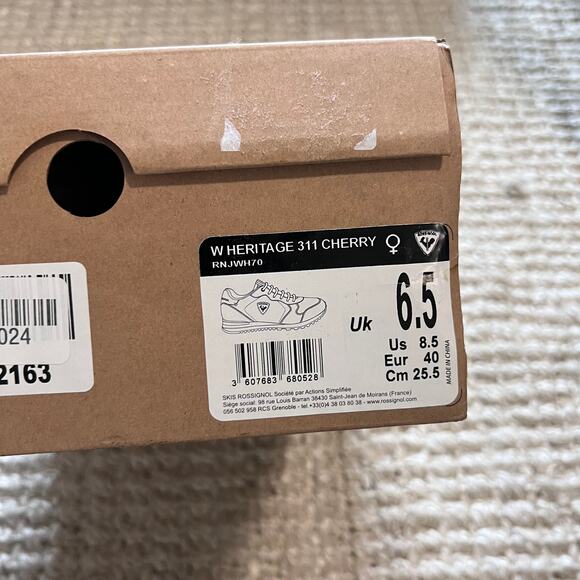 W HERITAGE 311 CHERRY ♀
RNJWH70
Uk 6.5
Us 8.5
Eur 40
Cm 25.5
MADE IN CHINA
3 607683 680528
SKIS ROSSIGNOL Société par Actions Simplifiée
Siège social: 98 rue Louis Barran 38430 Saint-Jean de Moirans (France)
056 502 958 RCS Grenoble - tel.+33(0)4 38 03 80 38 - www.rossignol.com
024
2163